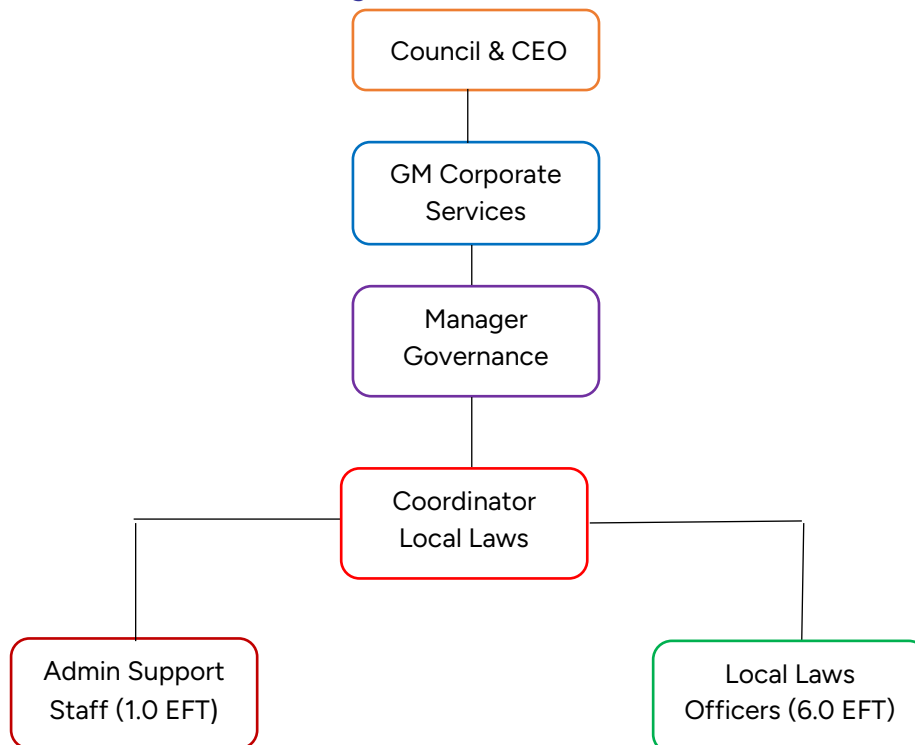 Council & CEO
GM Corporate
Services
Manager
Governance
Coordinator
Local Laws
Admin Support
Staff (1.0 EFT)
Local Laws
Officers (6.0 EFT)